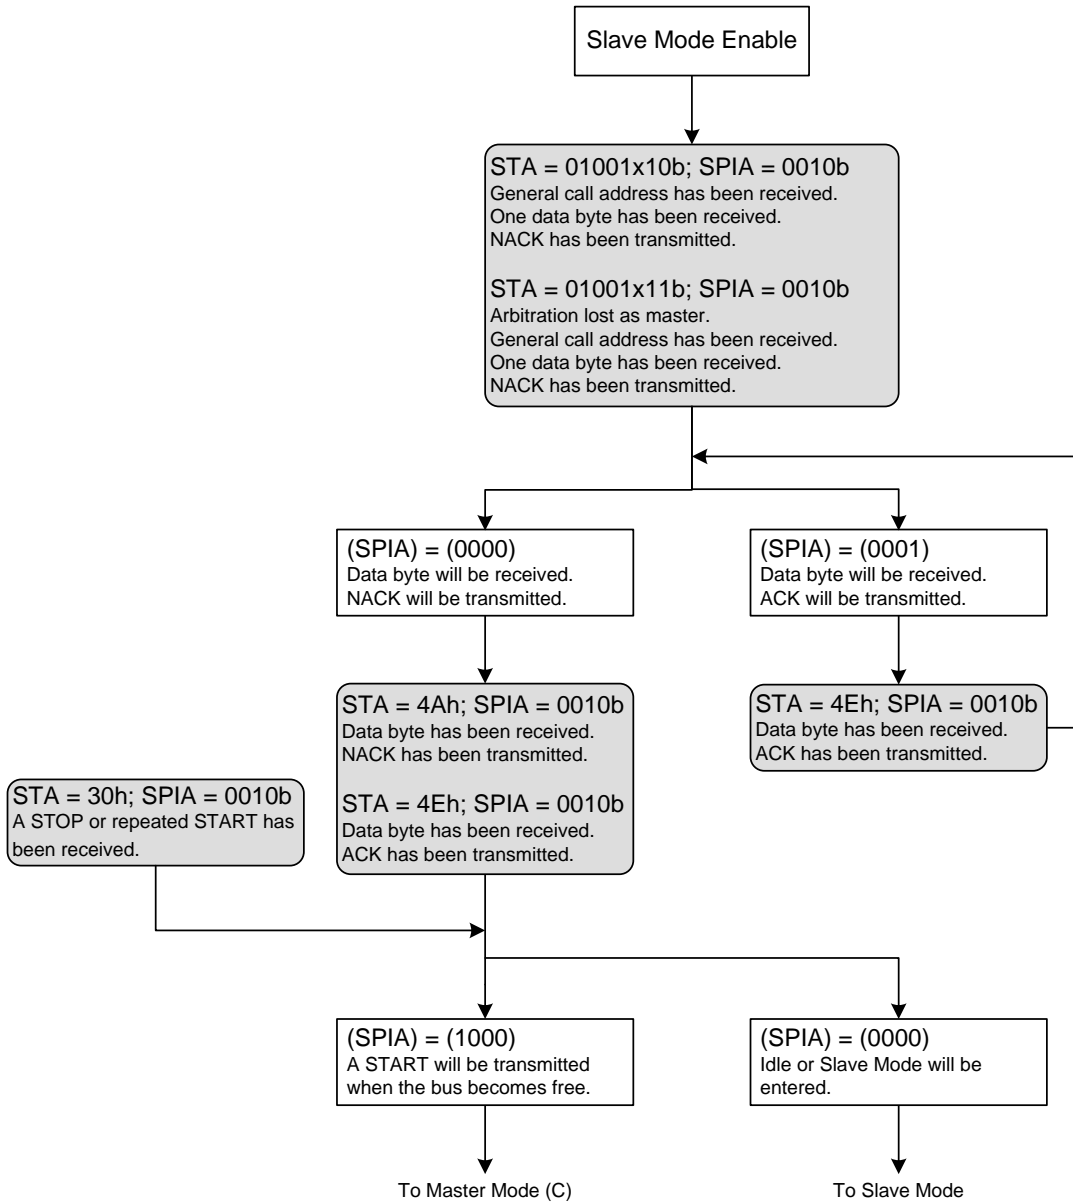 Slave Mode Enable
STA = 01001x10b; SPIA = 0010b
General call address has been received.
One data byte has been received.
NACK has been transmitted.
STA = 01001x11b; SPIA = 0010b
Arbitration lost as master.
General call address has been received.
One data byte has been received.
NACK has been transmitted.
(SPIA) = (0000)
Data byte will be received.
NACK will be transmitted.
(SPIA) = (0001)
Data byte will be received.
ACK will be transmitted.
STA = 4Ah; SPIA = 0010b
Data byte has been received.
NACK has been transmitted.
STA = 4Eh; SPIA = 0010b
Data byte has been received.
ACK has been transmitted.
STA = 4Eh; SPIA = 0010b
Data byte has been received.
ACK has been transmitted.
STA = 30h; SPIA = 0010b
A STOP or repeated START has
been received.
(SPIA) = (1000)
A START will be transmitted
when the bus becomes free.
(SPIA) = (0000)
Idle or Slave Mode will be
entered.
To Master Mode (C)
To Slave Mode